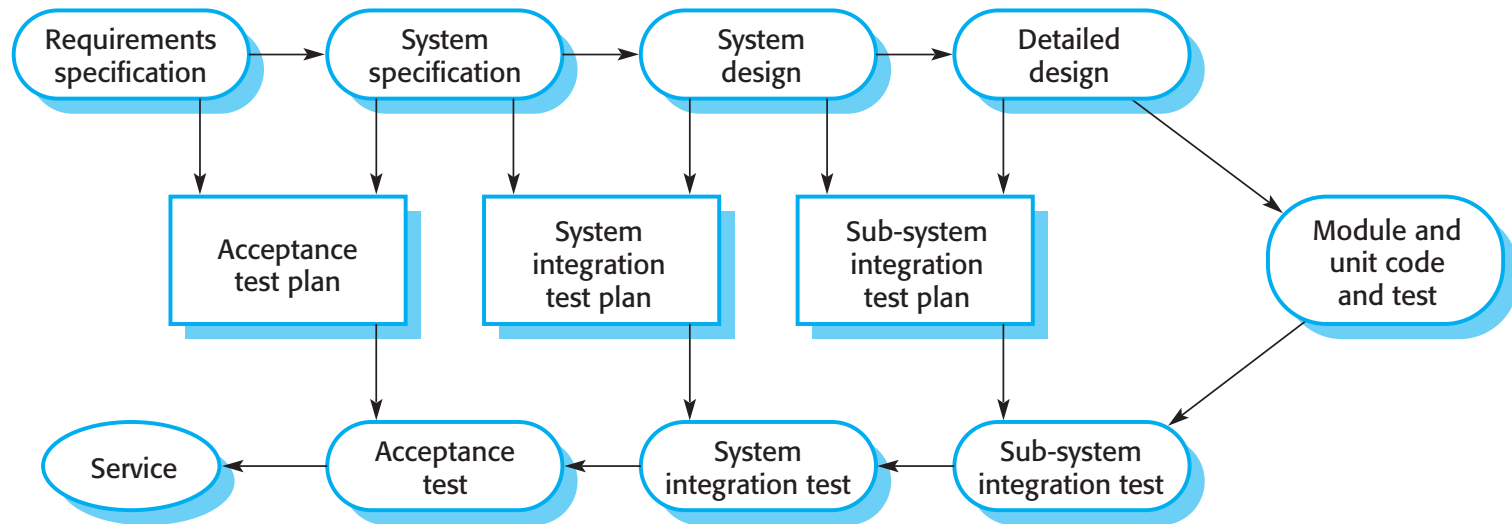 Requirements
specification
System
specification
System
design
Detailed
design
Acceptance
test plan
System
integration
test plan
Sub-system
integration
test plan
Module and
unit code
and test
Service
Acceptance
test
System
integration test
Sub-system
integration test